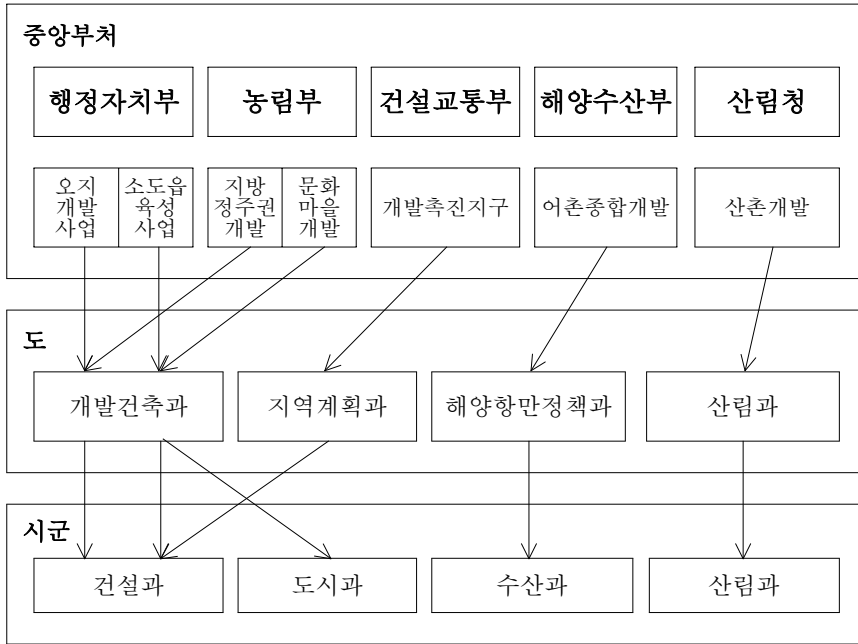 중앙부처
행정자치부 농림부 건설교통부 해양수산부 산림청
오지
개발
사업
소도읍
육성
사업
지방
정주권
개발
문화
마을
개발
개발촉진지구
어촌종합개발
산촌개발
도
개발건축과 지역계획과 해양항만정책과 산림과
시군
건설과 도시과 수산과 산림과